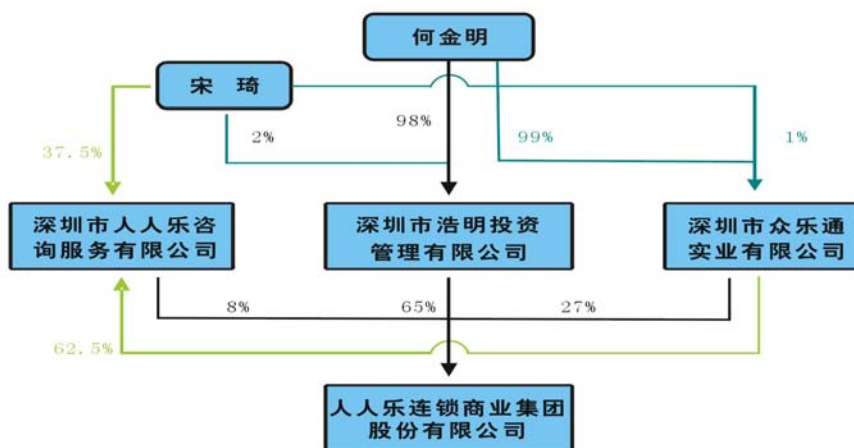 何金明
宋 琦
98%
2%
99%
1%
37.5%
深圳市人人乐咨
询服务有限公司
深圳市浩明投资
管理有限公司
深圳市众乐通
实业有限公司
8%
65%
27%
62.5%
人人乐连锁商业集团
股份有限公司